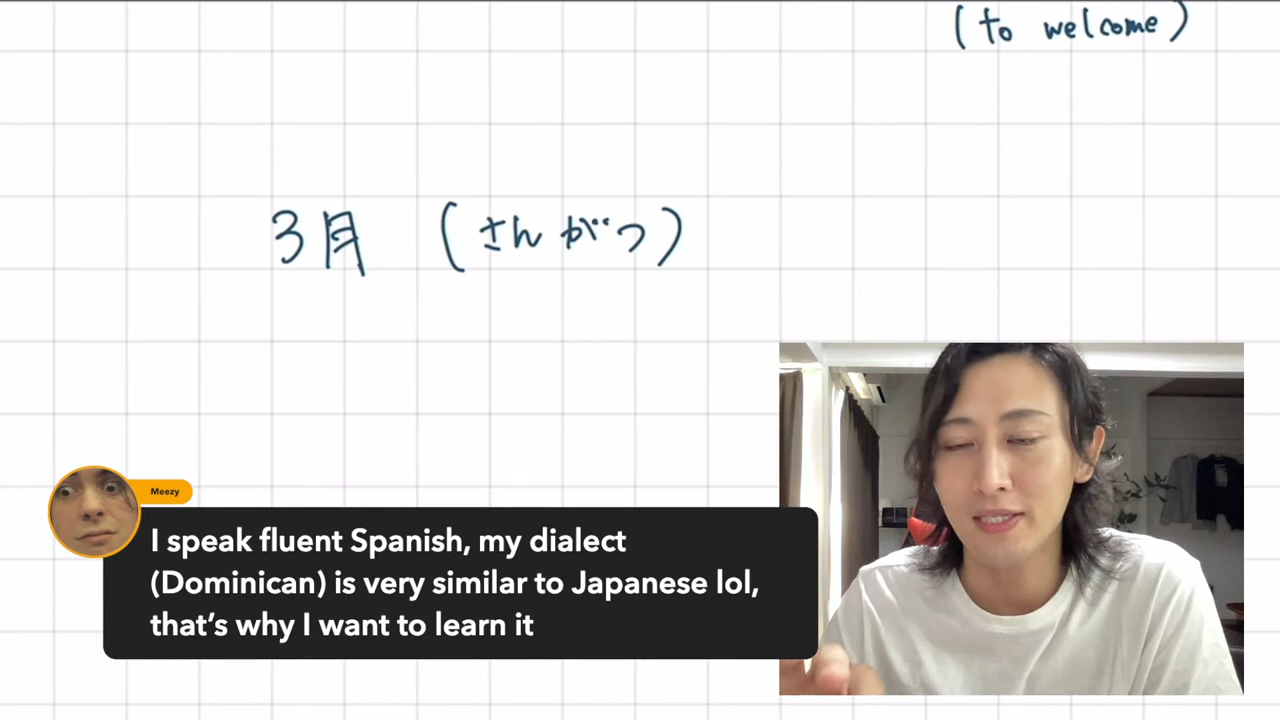 (to welcome)
3月 (さんがつ)
Meezy
I speak fluent Spanish, my dialect
(Dominican) is very similar to Japanese lol,
that's why I want to learn it